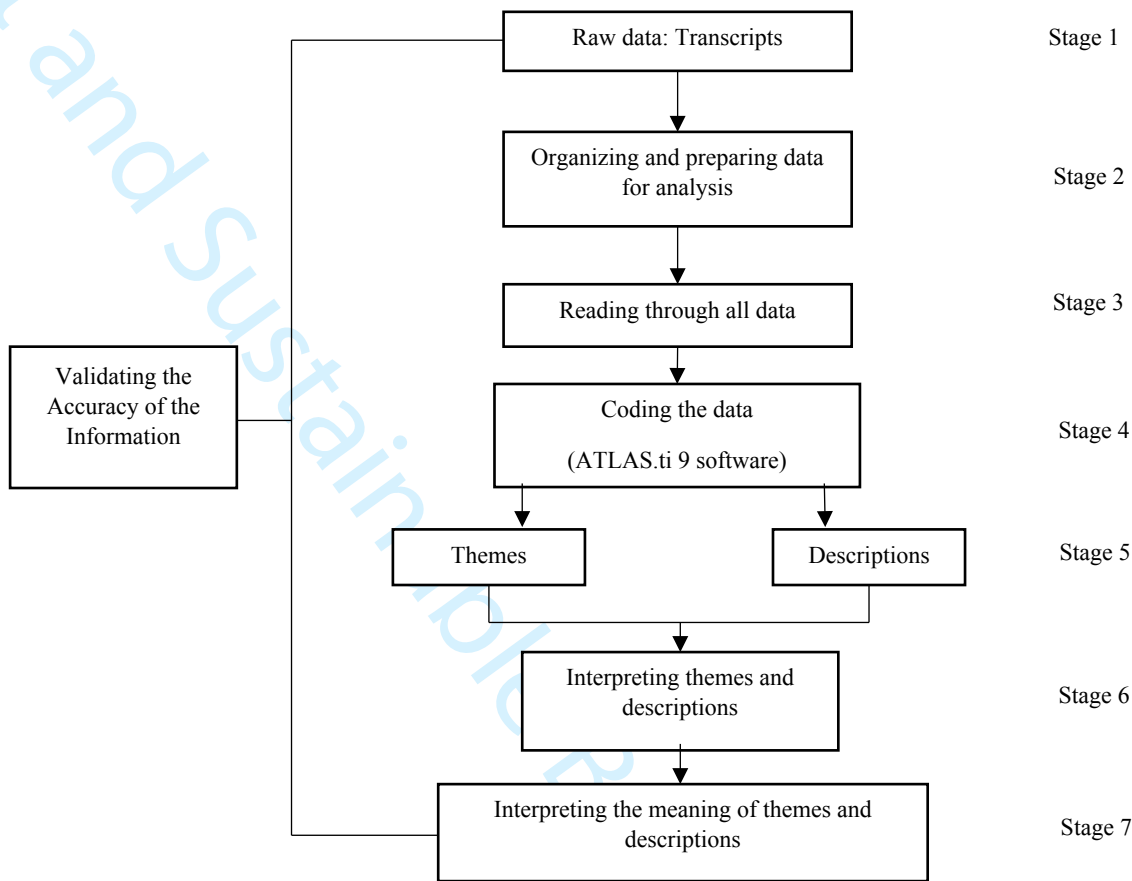 Raw data: Transcripts
Stage 1
Organizing and preparing data
for analysis
Stage 2
Reading through all data
Stage 3
Validating the
Accuracy of the
Information
Coding the data
(ATLAS.ti 9 software)
Stage 4
Themes
Descriptions
Stage 5
Interpreting themes and
descriptions
Stage 6
Interpreting the meaning of themes and
descriptions
Stage 7
and Sustainable